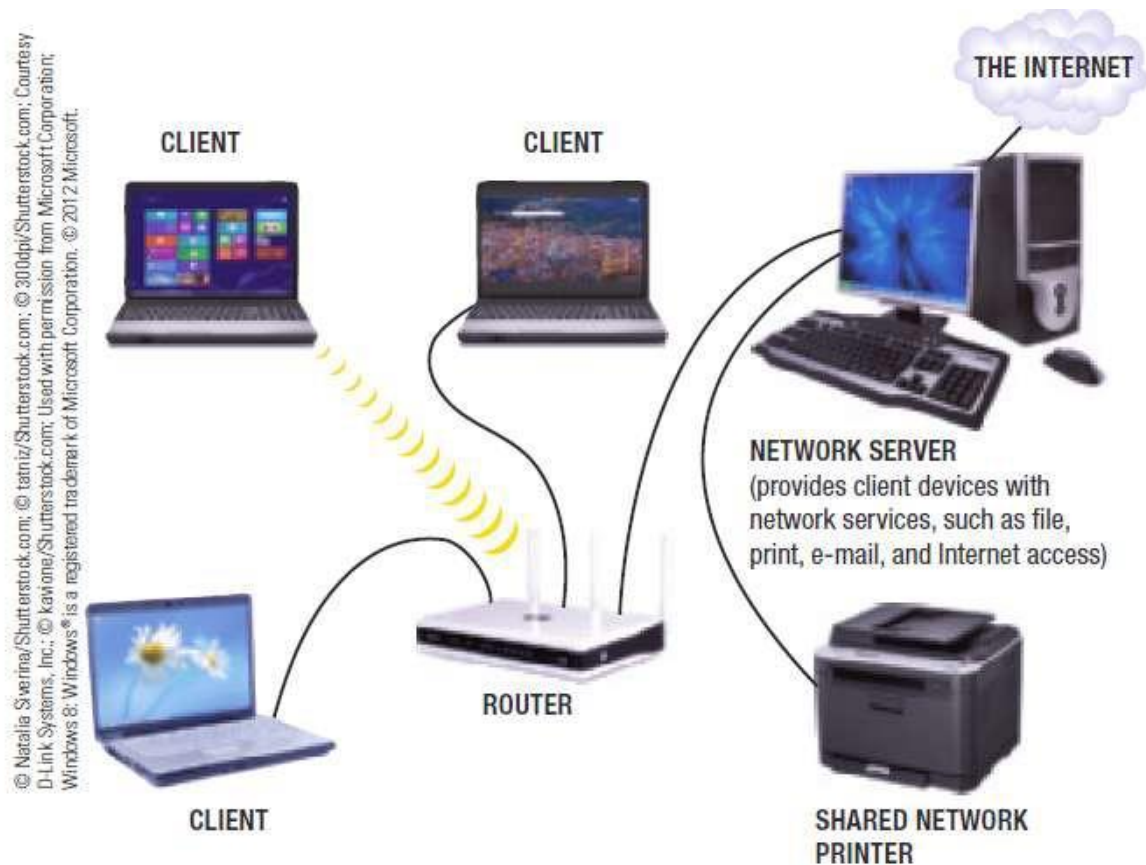 © Natalia Siverina/Shutterstock.com; © tatniz/Shutterstock.com; © 300dpi/Shutterstock.com; Courtesy
D-Link Systems, Inc.; © kavione/Shutterstock.com; Used with permission from Microsoft Corporation;
Windows 8: Windows® is a registered trademark of Microsoft Corporation. © 2012 Microsoft.
THE INTERNET
CLIENT
CLIENT
NETWORK SERVER
(provides client devices with
network services, such as file,
print, e-mail, and Internet access)
ROUTER
CLIENT
SHARED NETWORK
PRINTER